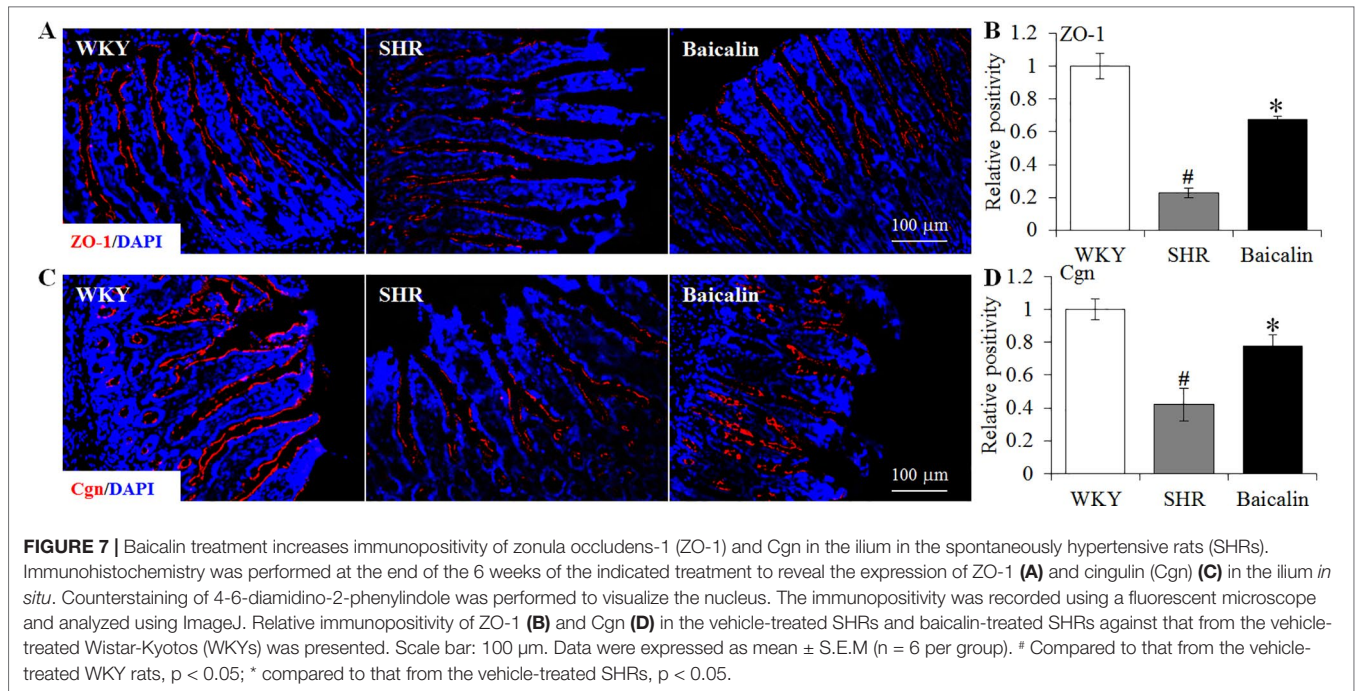 A
WKY
SHR
Baicalin
ZO-1/DAPI
100 μm
B
ZO-1
Relative positivity
1.2
1
0.8
0.6
0.4
0.2
0
#
*
WKY
SHR
Baicalin
C
WKY
SHR
Baicalin
Cgn/DAPI
100 μm
D
Cgn
Relative positivity
1.2
1
0.8
0.6
0.4
0.2
0
#
*
WKY
SHR
Baicalin
FIGURE 7 | Baicalin treatment increases immunopositivity of zonula occludens-1 (ZO-1) and Cgn in the ilium in the spontaneously hypertensive rats (SHRs).
Immunohistochemistry was performed at the end of the 6 weeks of the indicated treatment to reveal the expression of ZO-1 (A) and cingulin (Cgn) (C) in the ilium in
situ. Counterstaining of 4-6-diamidino-2-phenylindole was performed to visualize the nucleus. The immunopositivity was recorded using a fluorescent microscope
and analyzed using ImageJ. Relative immunopositivity of ZO-1 (B) and Cgn (D) in the vehicle-treated SHRs and baicalin-treated SHRs against that from the vehicle-
treated Wistar-Kyotos (WKYs) was presented. Scale bar: 100 μm. Data were expressed as mean ± S.E.M (n = 6 per group). # Compared to that from the vehicle-
treated WKY rats, p < 0.05; * compared to that from the vehicle-treated SHRs, p < 0.05.